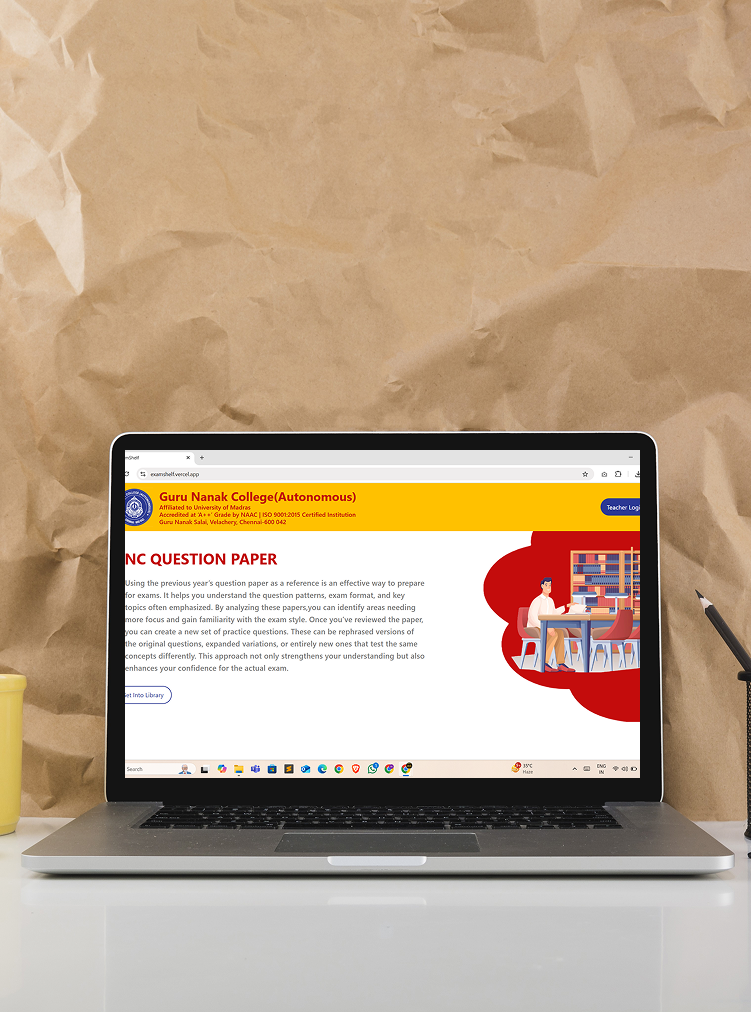 mShelf
examshelf.vercel.app
Guru Nanak College(Autonomous)
Affiliated to University of Madras
Accredited at 'A++' Grade by NAAC | ISO 9001:2015 Certified Institution
Guru Nanak Salai, Velachery, Chennai-600 042
Teacher Logi
NC QUESTION PAPER
Using the previous year's question paper as a reference is an effective way to prepare
for exams. It helps you understand the question patterns, exam format, and key
topics often emphasized. By analyzing these papers,you can identify areas needing
more focus and gain familiarity with the exam style. Once you've reviewed the paper,
you can create a new set of practice questions. These can be rephrased versions of
the original questions, expanded variations, or entirely new ones that test the same
concepts differently. This approach not only strengthens your understanding but also
enhances your confidence for the actual exam.
et Into Library
Search
33°C
Haze
ENG
IN